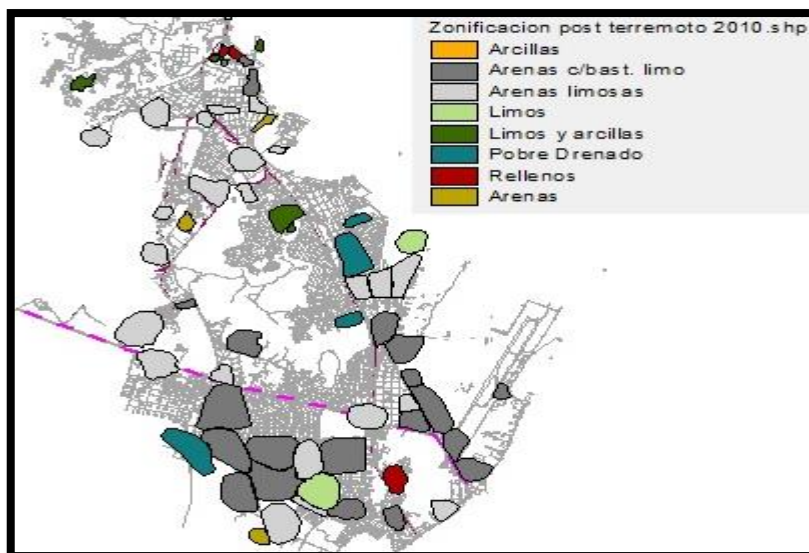 Zonificacion post terremoto 2010.shp
Arcillas
Arenas c/bast. limo
Arenas limosas
Limos
Limos y arcillas
Pobre Drenado
Rellenos
Arenas